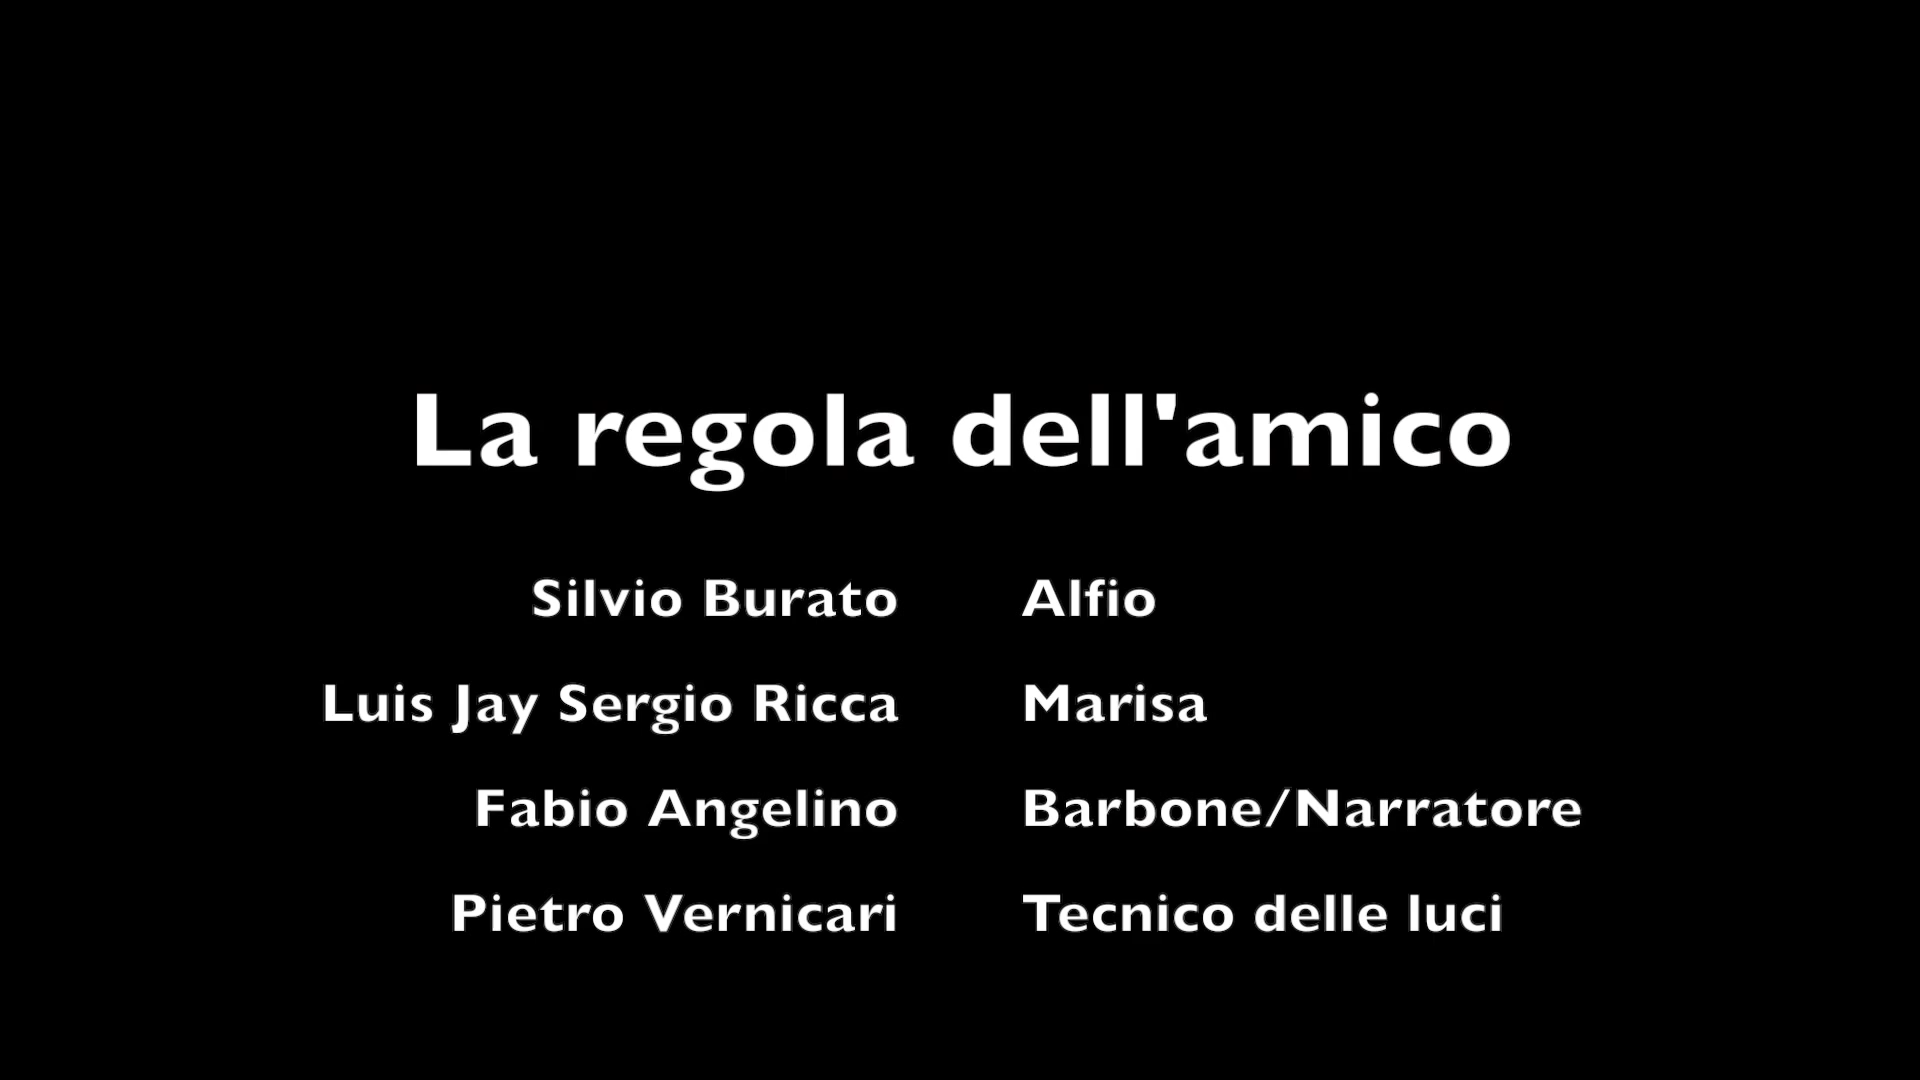 La regola dell'amico
Silvio Burato Alfio
Luis Jay Sergio Ricca Marisa
Fabio Angelino Barbone/Narratore
Pietro Vernicari Tecnico delle luci